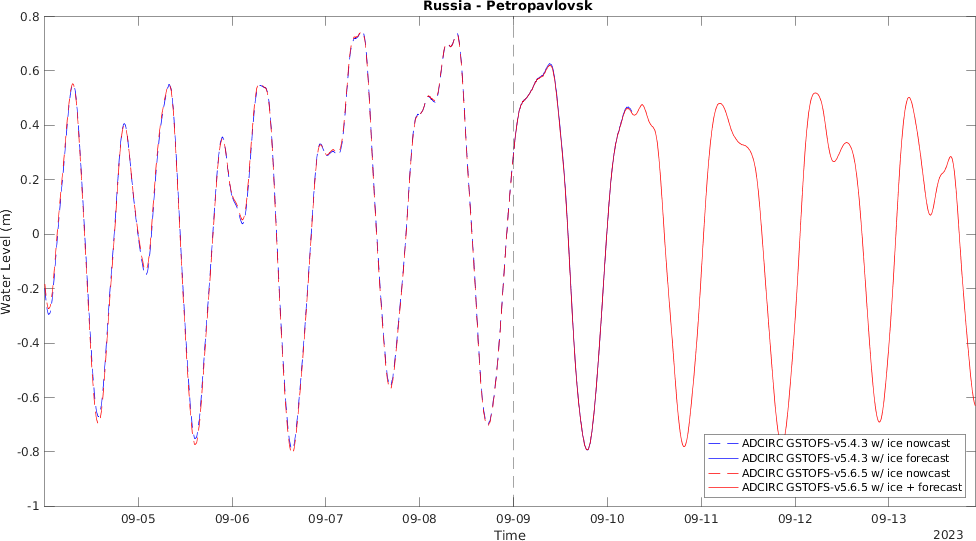 Russia - Petropavlovsk
0.8
0.6
0.4
0.2
0
-0.2
-0.4
-0.6
-0.8
-1
Water Level (m)
ADCIRC GSTOFS-v5.4.3 w/ ice nowcast
ADCIRC GSTOFS-v5.4.3 w/ ice forecast
ADCIRC GSTOFS-v5.6.5 w/ ice nowcast
ADCIRC GSTOFS-v5.6.5 w/ ice + forecast
09-05 09-06 09-07 09-08 09-09 09-10 09-11 09-12 09-13
Time
2023